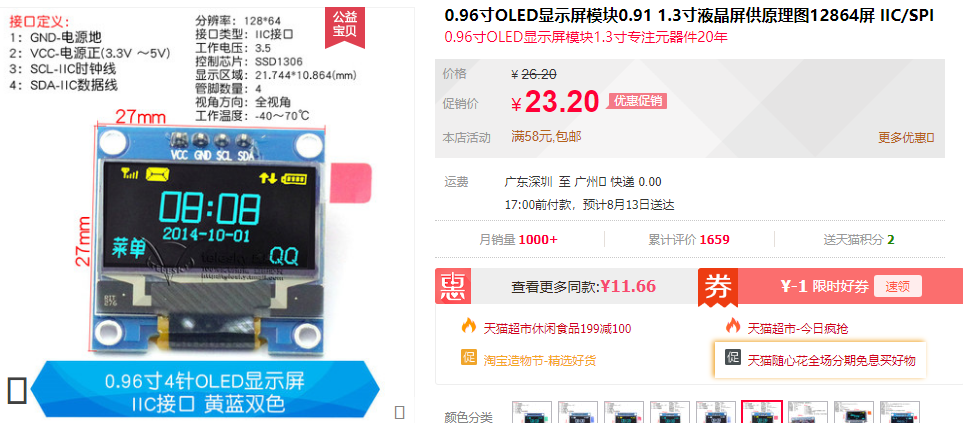 接口定义:
1: GND-电源地
2: VCC-电源正(3.3V ～5V)
3: SCL-IIC时钟线
4: SDA-IIC数据线
分辨率: 128*64
接口类型: IIC接口
工作电压: 3.5
控制芯片: SSD1306
显示区域: 21.744*10.864(mm)
管脚数量: 4
视角方向: 全视角
工作温度: -40～70℃
公益
宝贝
27mm
27mm
VCC GND SCL SDA
08:08
2014-10-01
菜单
QQ
0.96寸4针OLED显示屏
IIC接口 黄蓝双色
0.96寸OLED显示屏模块0.91 1.3寸液晶屏供原理图12864屏 IIC/SPI
0.96寸OLED显示屏模块1.3寸专注元器件20年
价格
¥ 26.20
促销价
¥ 23.20 优惠促销
本店活动
满58元,包邮
更多优惠
运费
广东深圳 至 广州 快递 0.00
17:00前付款，预计8月13日送达
月销量 1000+
累计评价 1659
送天猫积分 2
惠
查看更多同款:¥11.66
券
¥-1 限时好券 速领
天猫超市休闲食品199减100
天猫超市-今日疯抢
促 淘宝造物节-精选好货
促 天猫随心花全场分期免息买好物
颜色分类